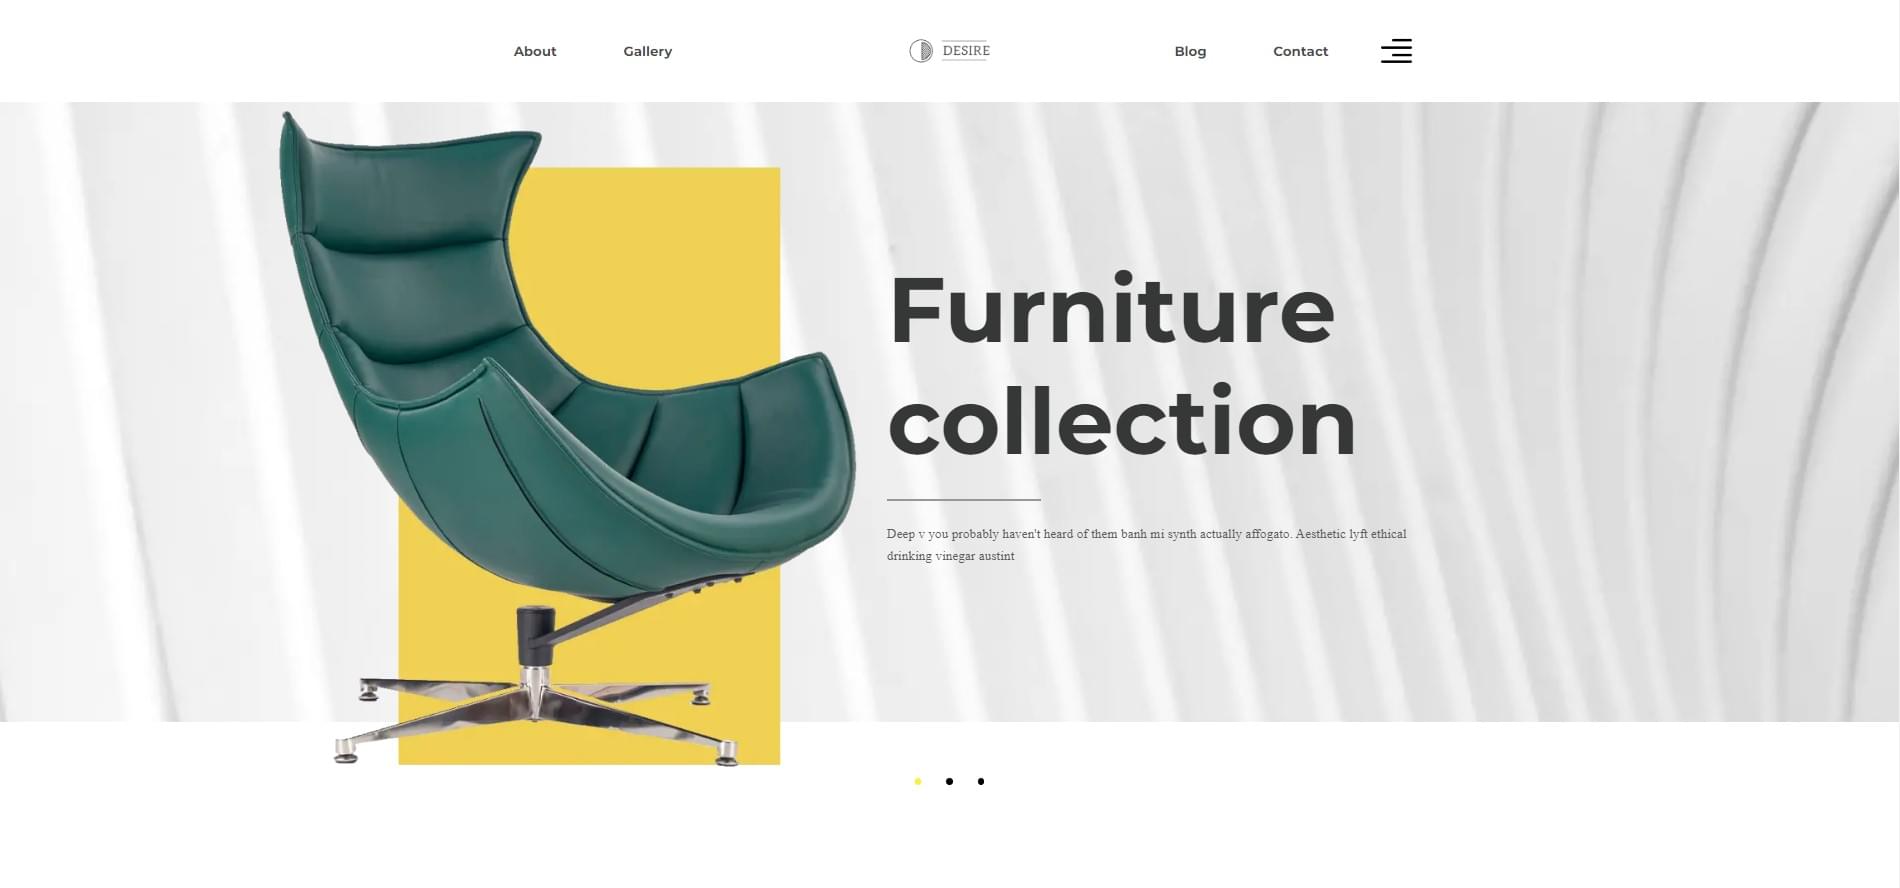 About
Gallery
DESIRE
Blog
Contact
Furniture
collection
Deep v you probably haven't heard of them banh mi synth actually affogato. Aesthetic lyft ethical
drinking vinegar austint